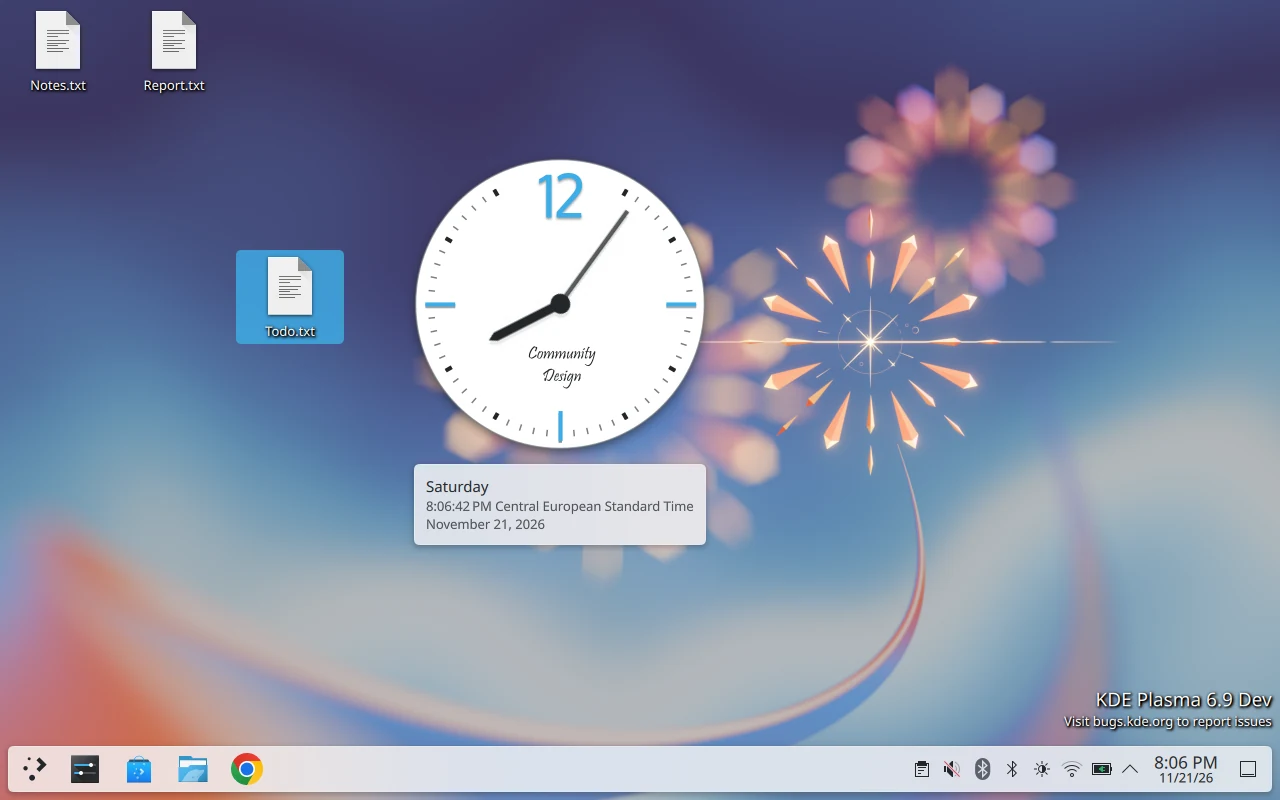 Notes.txt
Report.txt
12
Todo.txt
Community
Design
Saturday
8:06:42 PM Central European Standard Time
November 21, 2026
KDE Plasma 6.9 Dev
Visit bugs.kde.org to report issues
8:06 PM
11/21/26